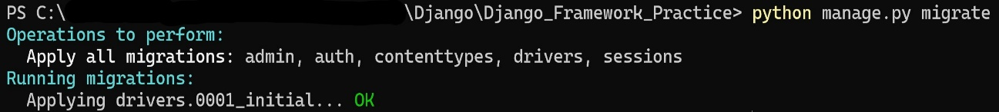 PS C:\ \Django\Django_Framework_Practice> python manage.py migrate
Operations to perform:
  Apply all migrations: admin, auth, contenttypes, drivers, sessions
Running migrations:
  Applying drivers.0001_initial... OK